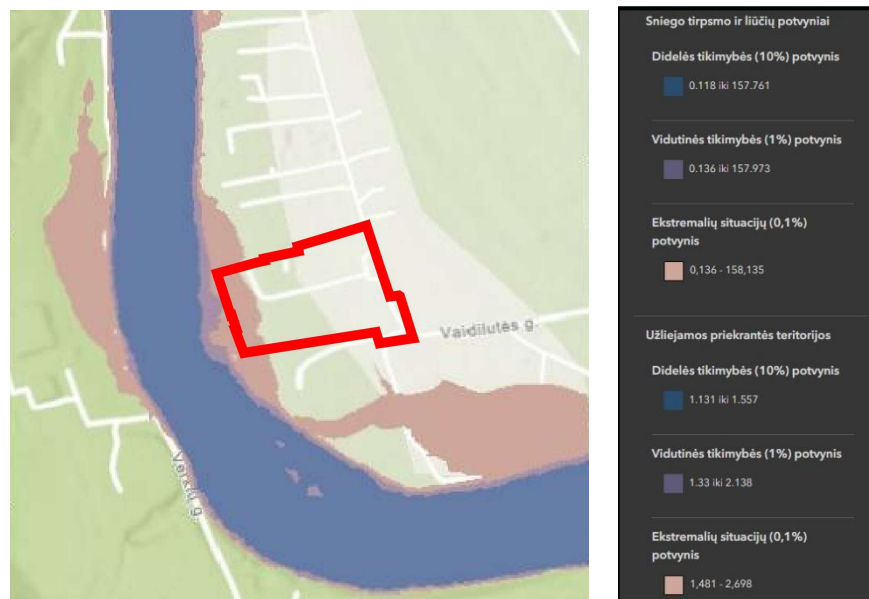 Vaidilutės g.
Verkių g.
Sniego tirpsmo ir liūčių potvyniai
Didelės tikimybės (10%) potvynis
0.118 iki 157.761
Vidutinės tikimybės (1%) potvynis
0.136 iki 157.973
Ekstremalių situacijų (0,1%)
potvynis
0,136 - 158,135
Užliejamos priekrantės teritorijos
Didelės tikimybės (10%) potvynis
1.131 iki 1.557
Vidutinės tikimybės (1%) potvynis
1.33 iki 2.138
Ekstremalių situacijų (0,1%)
potvynis
1,481 - 2,698